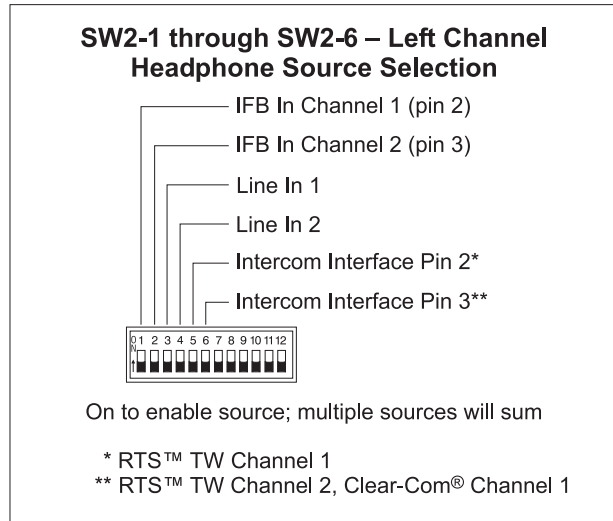 SW2-1 through SW2-6 – Left Channel
Headphone Source Selection
IFB In Channel 1 (pin 2)
IFB In Channel 2 (pin 3)
Line In 1
Line In 2
Intercom Interface Pin 2*
Intercom Interface Pin 3**
ON 1 2 3 4 5 6 7 8 9 10 11 12
On to enable source; multiple sources will sum
* RTS™ TW Channel 1
** RTS™ TW Channel 2, Clear-Com® Channel 1